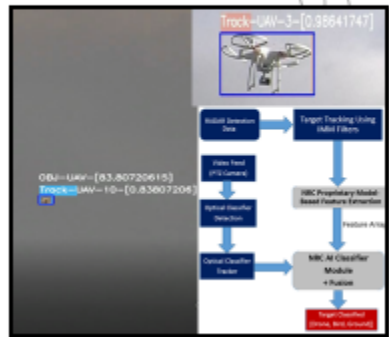 Track-UAV-3-[0.98641747]
OBJ-UAV-[83.80720615]
Track-UAV-10-[0.83807206]
RADAR Detection
Data
Target Tracking Using
IMM Filters
Video Feed
(PTZ Camera)
NRC Proprietary Model
Based Feature Extraction
Optical Classifier
Detection
Feature Array
Optical Classifier
Tracker
NRC AI Classifier
Module
+ Fusion
Target Classified
(Drone, Bird, Ground)